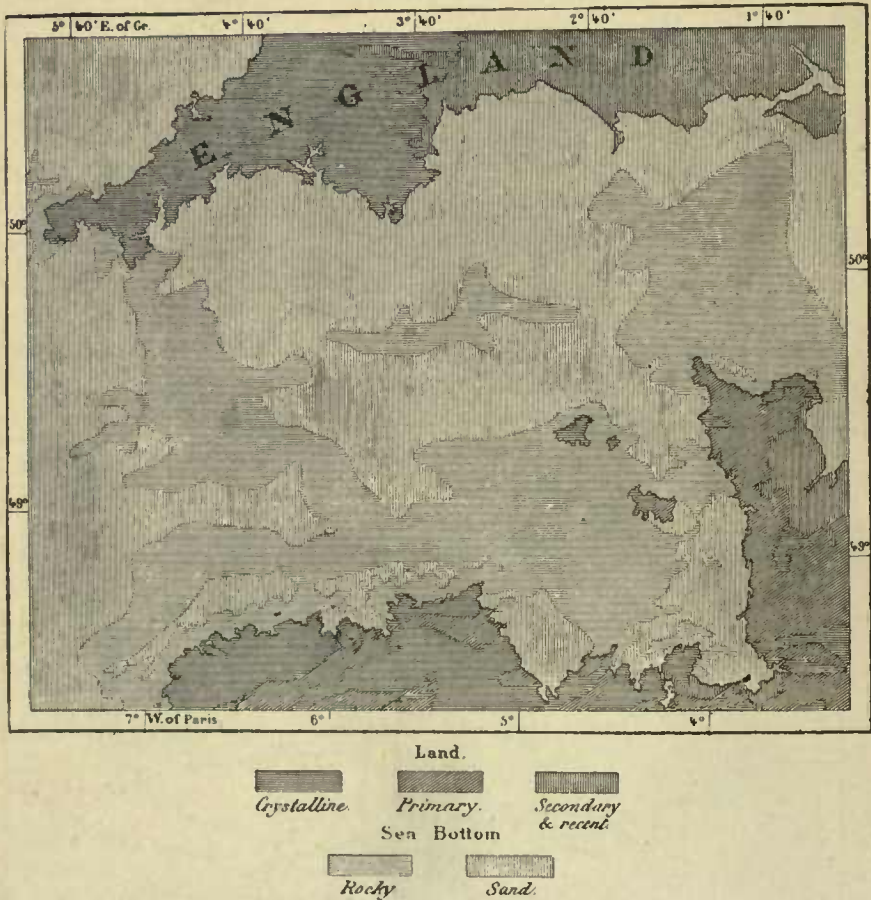 5° 40' E. of Gr. 4° 40' 3° 40' 2° 40' 1° 40'
ENGLAND
50°
50°
49°
49°
7° W. of Paris 6° 5° 4°
Land.
Crystalline. Primary. Secondary
& recent.
Sea Bottom
Rocky Sand.